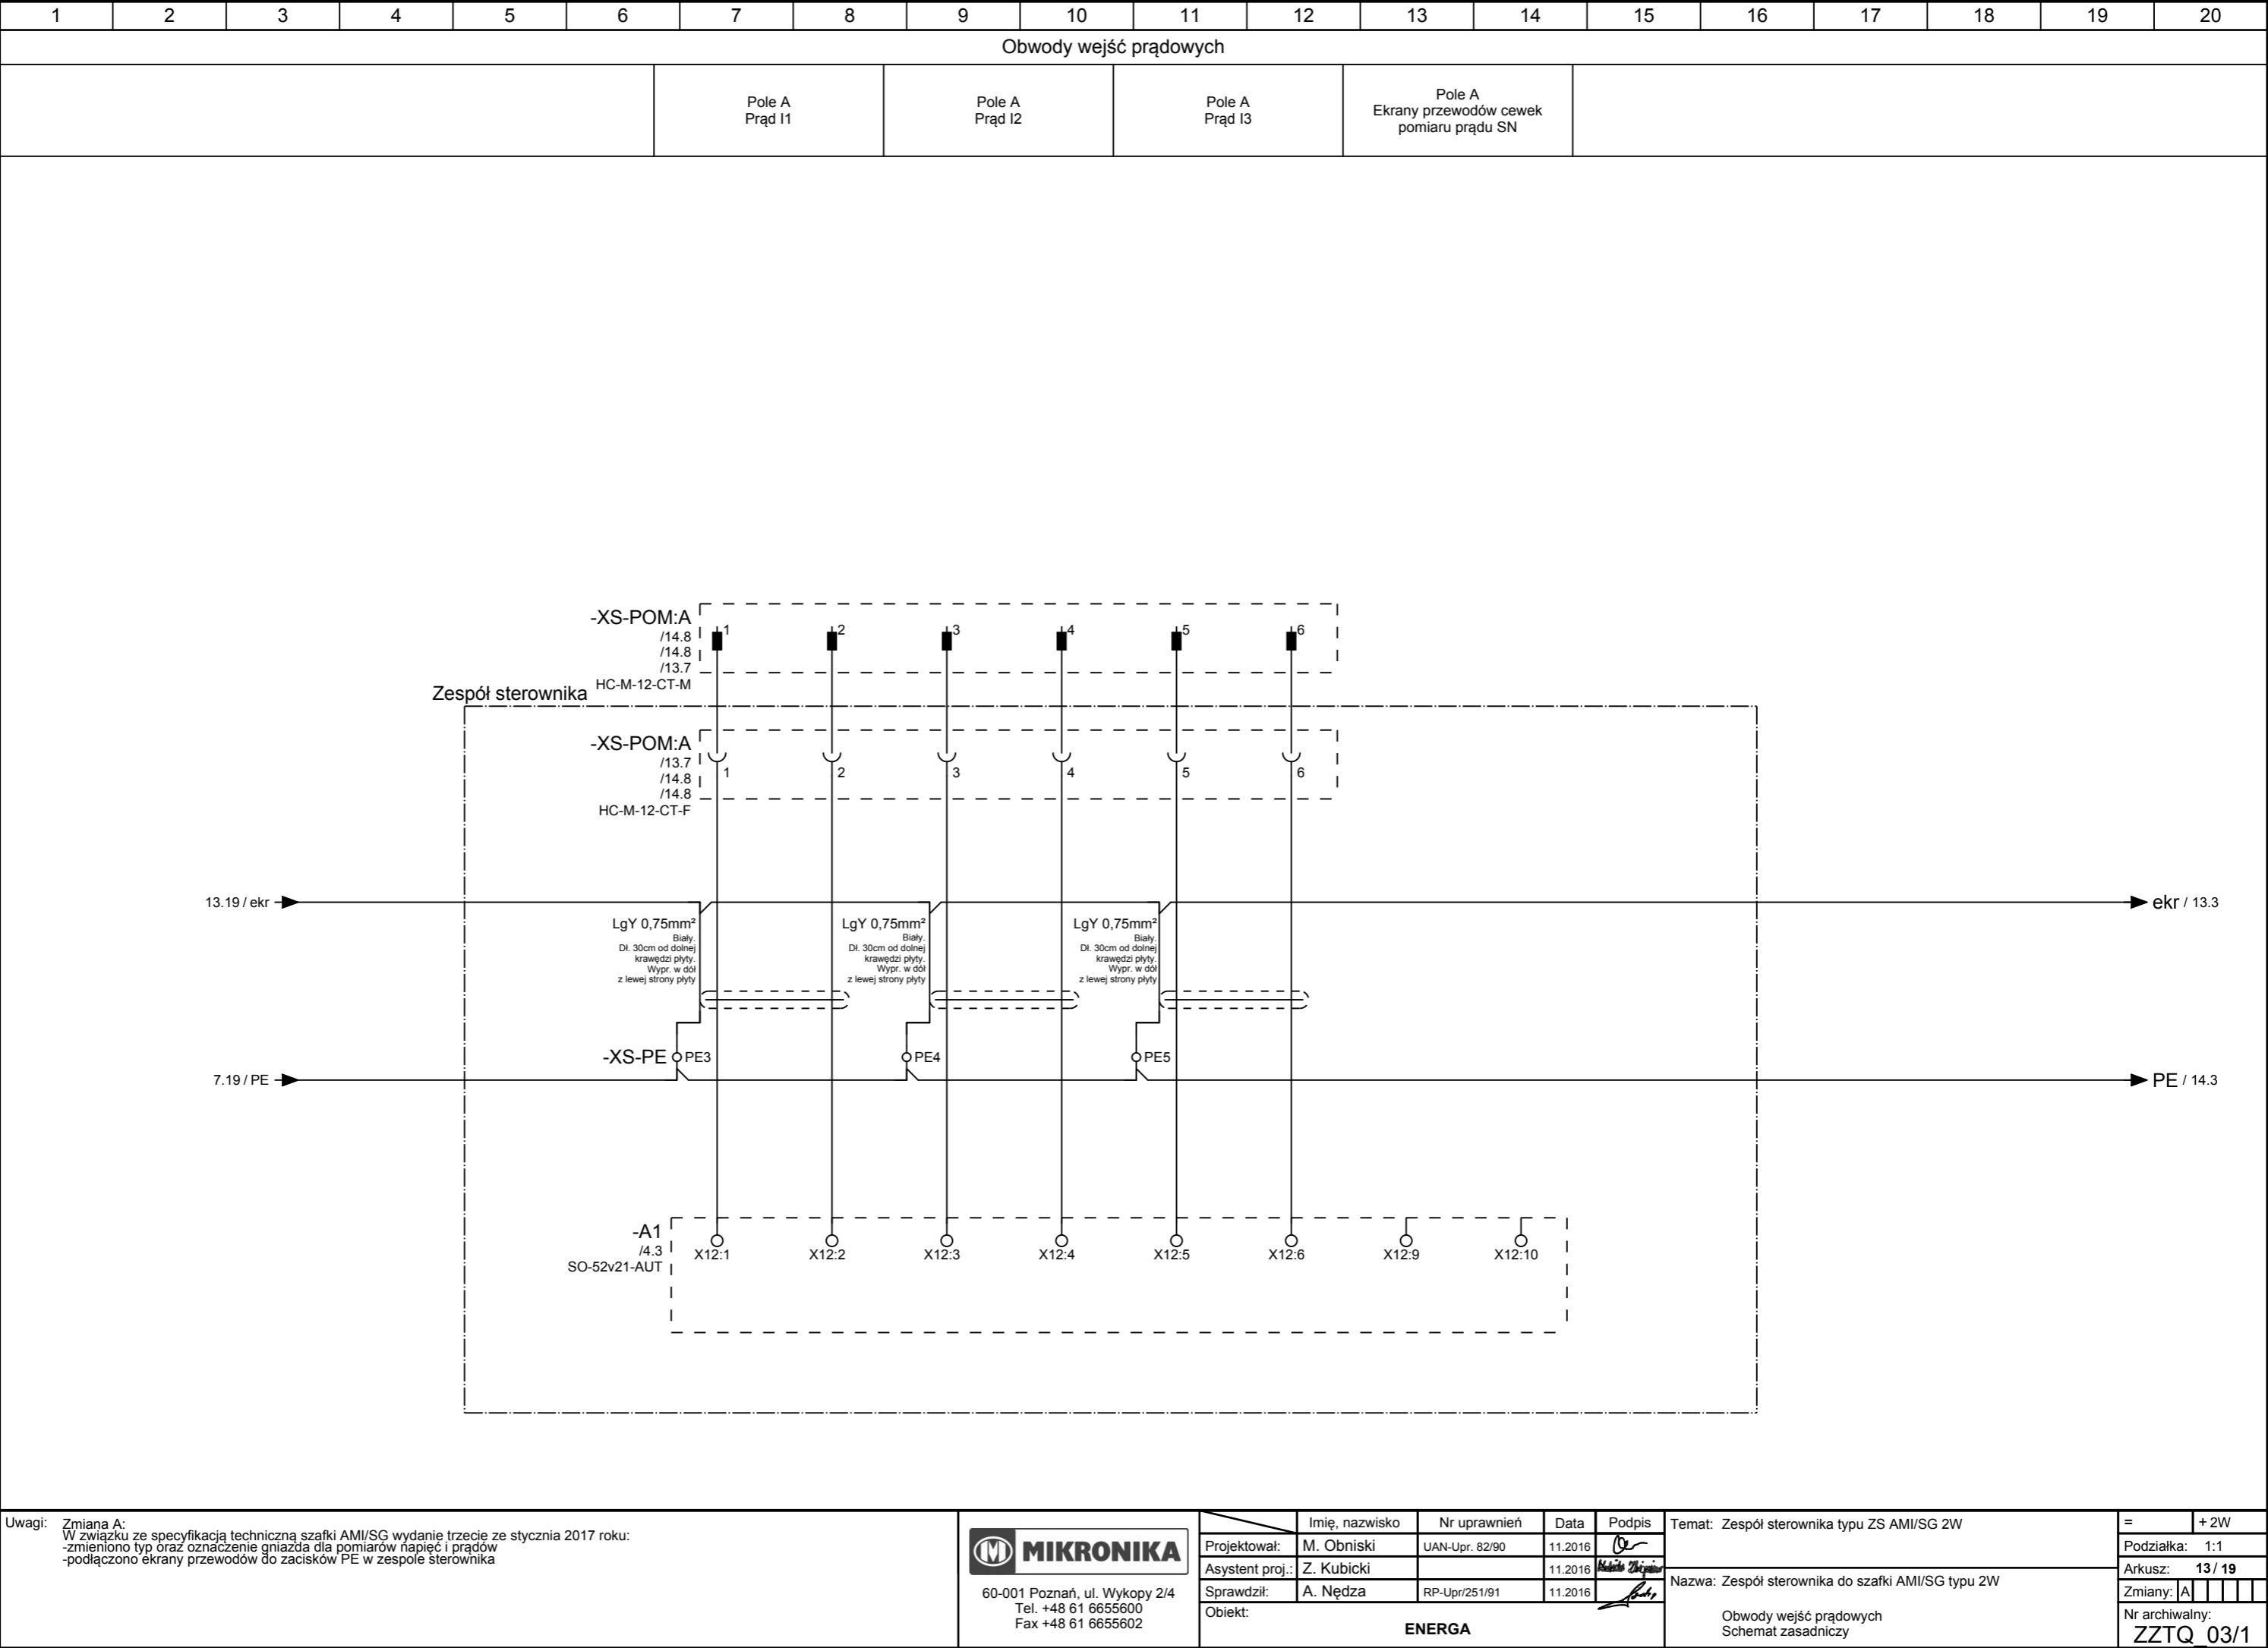 1 2 3 4 5 6 7 8 9 10 11 12 13 14 15 16 17 18 19 20
Obwody wejść prądowych
Pole A
Prąd I1
Pole A
Prąd I2
Pole A
Prąd I3
Pole A
Ekrany przewodów cewek
pomiaru prądu SN
-XS-POM:A
/14.8
/14.8
/13.7
HC-M-12-CT-M
1 2 3 4 5 6
Zespół sterownika
-XS-POM:A
/13.7
/14.8
/14.8
HC-M-12-CT-F
1 2 3 4 5 6
13.19 / ekr
ekr / 13.3
LgY 0,75mm²
Biały.
Dł. 30cm od dolnej
krawędzi płyty.
Wypr. w dół
z lewej strony płyty
LgY 0,75mm²
Biały.
Dł. 30cm od dolnej
krawędzi płyty.
Wypr. w dół
z lewej strony płyty
LgY 0,75mm²
Biały.
Dł. 30cm od dolnej
krawędzi płyty.
Wypr. w dół
z lewej strony płyty
-XS-PE PE3 PE4 PE5
7.19 / PE
PE / 14.3
-A1
/4.3
SO-52v21-AUT
X12:1 X12:2 X12:3 X12:4 X12:5 X12:6 X12:9 X12:10
Uwagi: Zmiana A:
W związku ze specyfikacją techniczną szafki AMI/SG wydanie trzecie ze stycznia 2017 roku:
-zmieniono typ oraz oznaczenie gniazda dla pomiarów napięć i prądów
-podłączono ekrany przewodów do zacisków PE w zespole sterownika
MIKRONIKA
60-001 Poznań, ul. Wykopy 2/4
Tel. +48 61 6655600
Fax +48 61 6655602
Imię, nazwisko Nr uprawnień Data Podpis
Projektował: M. Obniski UAN-Upr. 82/90 11.2016
Asystent proj.: Z. Kubicki 11.2016
Sprawdził: A. Nędza RP-Upr/251/91 11.2016
Obiekt:
ENERGA
Temat: Zespół sterownika typu ZS AMI/SG 2W
Nazwa: Zespół sterownika do szafki AMI/SG typu 2W
Obwody wejść prądowych
Schemat zasadniczy
= + 2W
Podziałka: 1:1
Arkusz: 13 / 19
Zmiany: A
Nr archiwalny:
ZZTQ_03/1